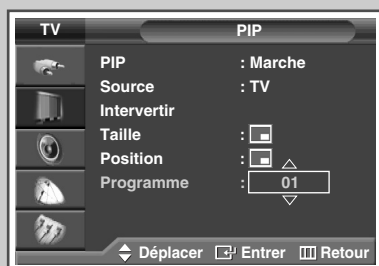 TV PIP
PIP : Marche
Source : TV
Intervertir
Taille :
Position :
Programme : 01
Déplacer Entrer Retour